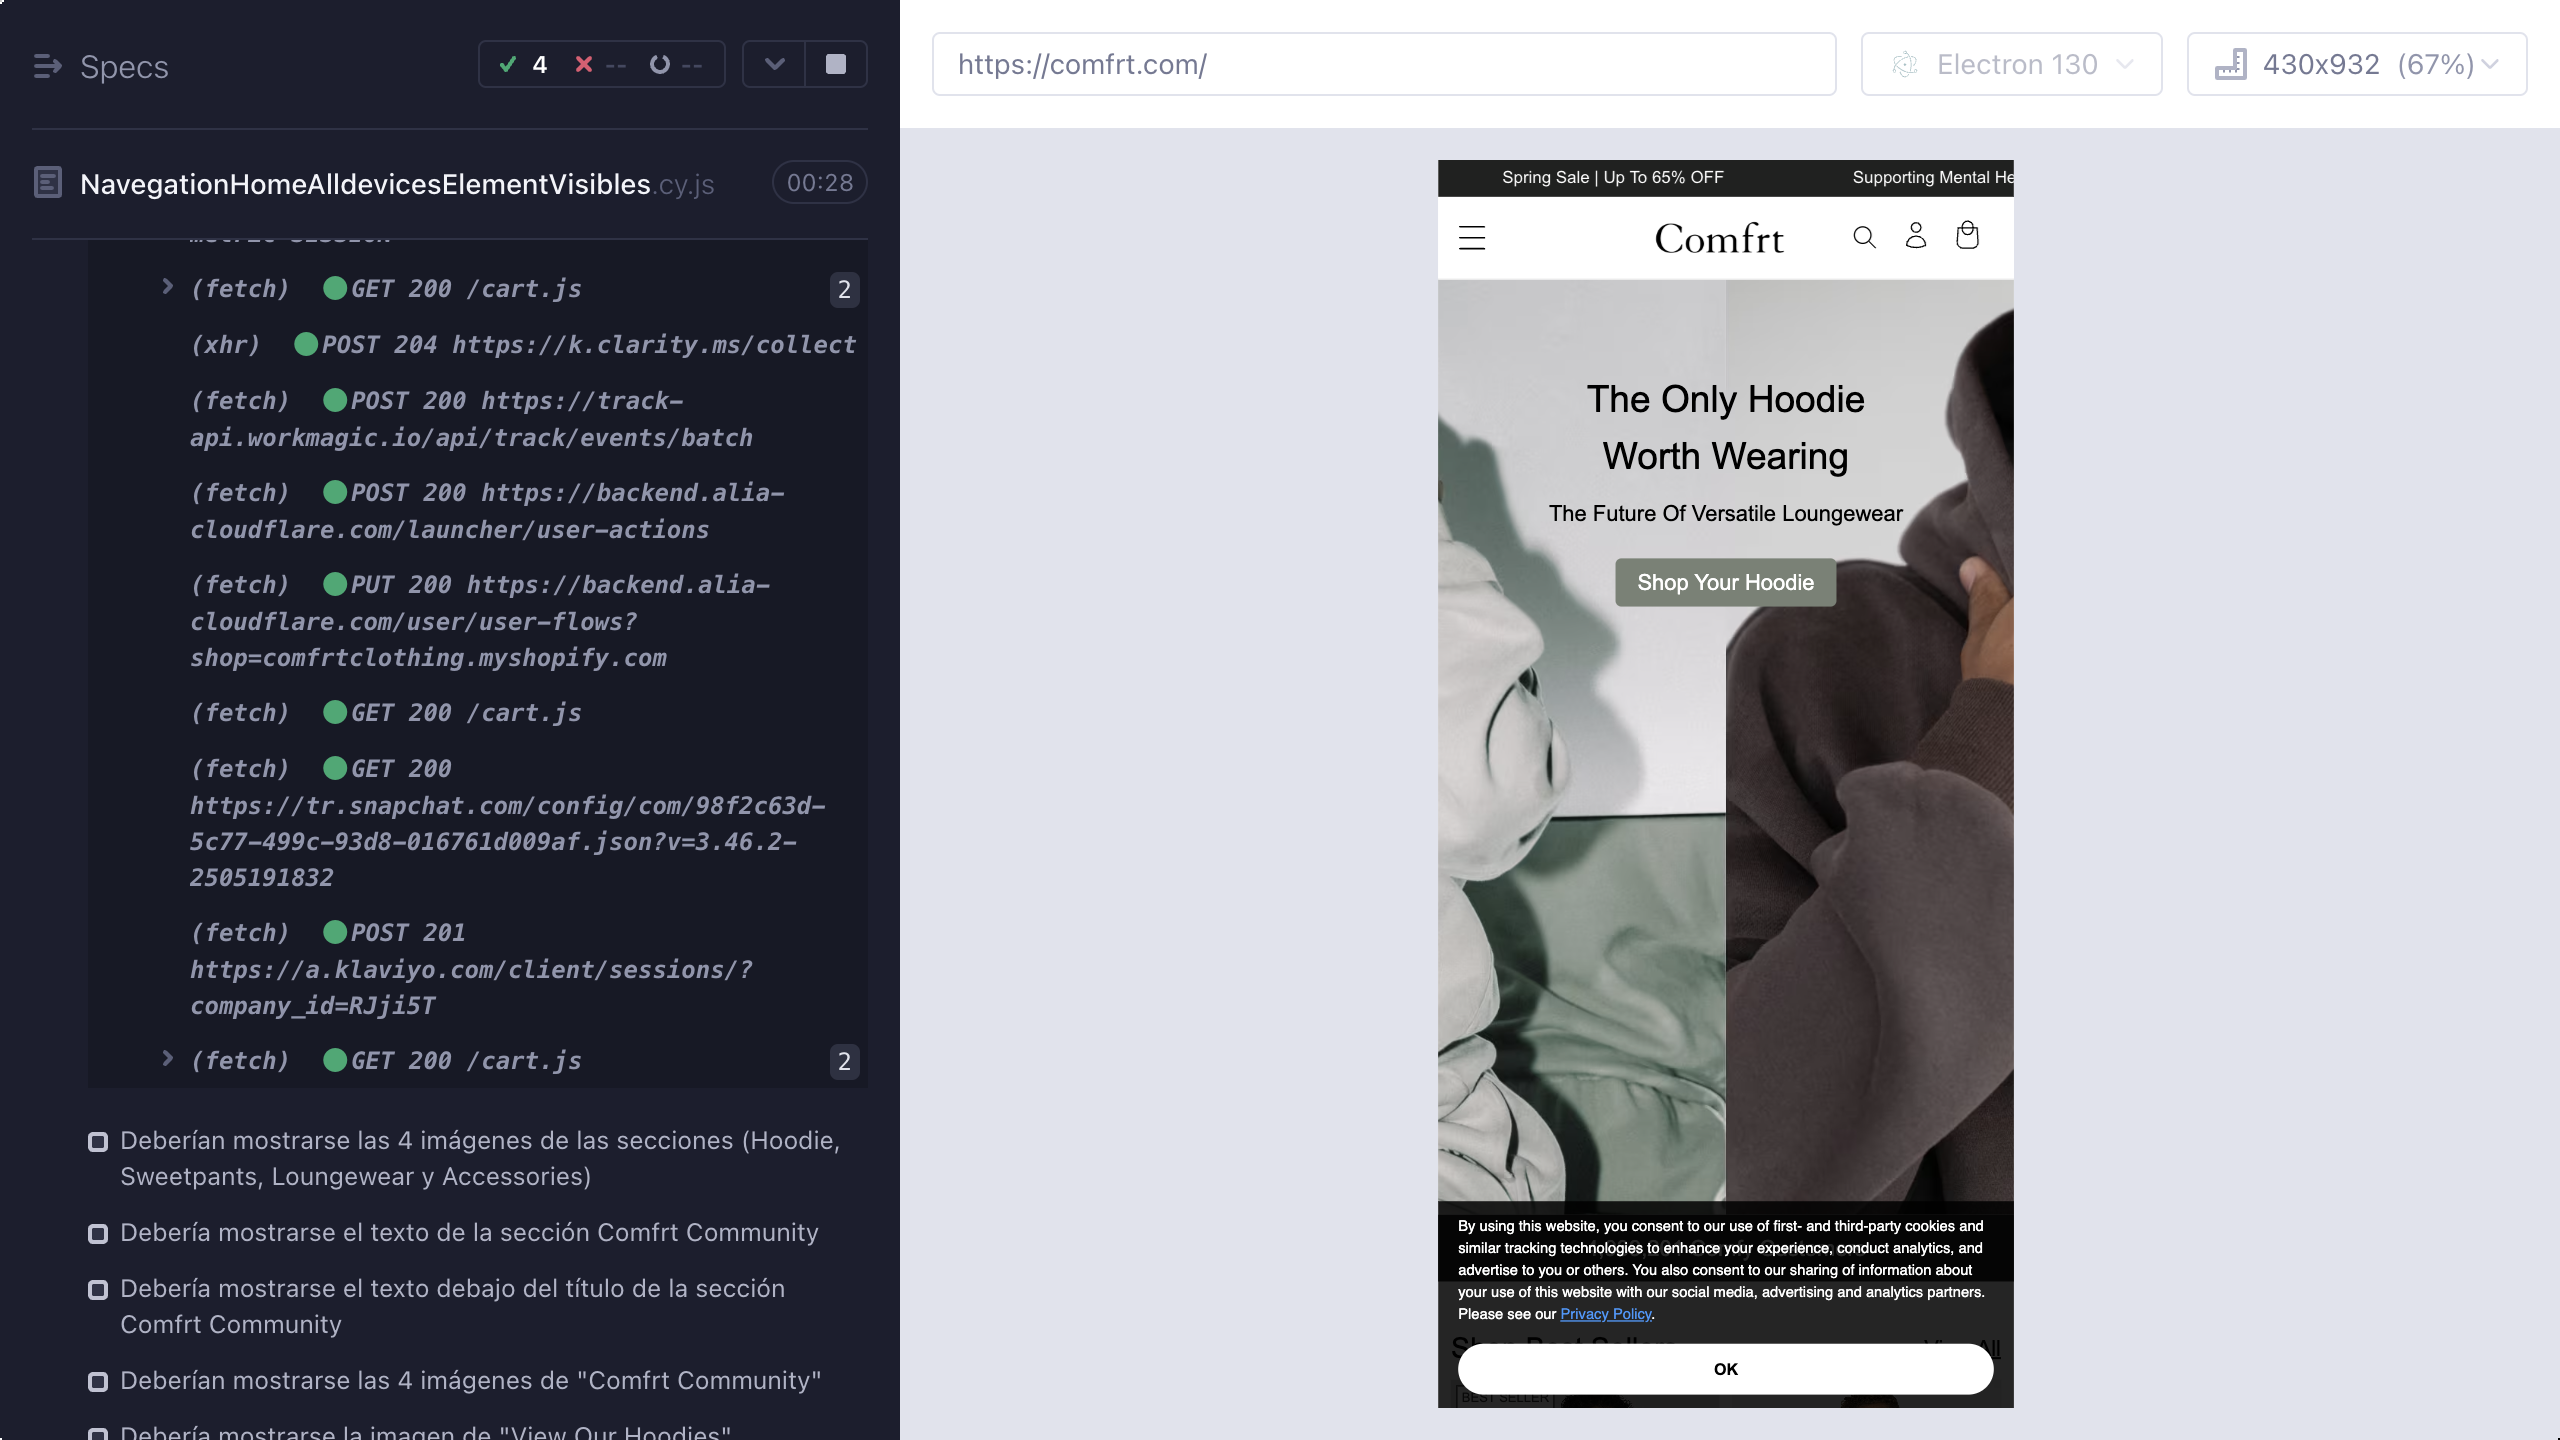 Specs
4 -- --
NavegationHomeAlldevicesElementVisibles.cy.js
00:28
(fetch) GET 200 /cart.js
2
(xhr) POST 204 https://k.clarity.ms/collect
(fetch) POST 200 https://track-
api.workmagic.io/api/track/events/batch
(fetch) POST 200 https://backend.alia-
cloudflare.com/launcher/user-actions
(fetch) PUT 200 https://backend.alia-
cloudflare.com/user/user-flows?
shop=comfrtclothing.myshopify.com
(fetch) GET 200 /cart.js
(fetch) GET 200
https://tr.snapchat.com/config/com/98f2c63d-
5c77-499c-93d8-016761d009af.json?v=3.46.2-
2505191832
(fetch) POST 201
https://a.klaviyo.com/client/sessions/?
company_id=RJji5T
(fetch) GET 200 /cart.js
2
Deberían mostrarse las 4 imágenes de las secciones (Hoodie,
Sweetpants, Loungewear y Accessories)
Debería mostrarse el texto de la sección Comfrt Community
Debería mostrarse el texto debajo del título de la sección
Comfrt Community
Deberían mostrarse las 4 imágenes de "Comfrt Community"
Debería mostrarse la imagen de "View Our Hoodies"
https://comfrt.com/
Electron 130
430x932 (67%)
Spring Sale | Up To 65% OFF
Supporting Mental He
Comfrt
The Only Hoodie
Worth Wearing
The Future Of Versatile Loungewear
Shop Your Hoodie
By using this website, you consent to our use of first- and third-party cookies and
similar tracking technologies to enhance your experience, conduct analytics, and
advertise to you or others. You also consent to our sharing of information about
your use of this website with our social media, advertising and analytics partners.
Please see our Privacy Policy.
Shop Best Sellers
View All
OK
BEST SELLER